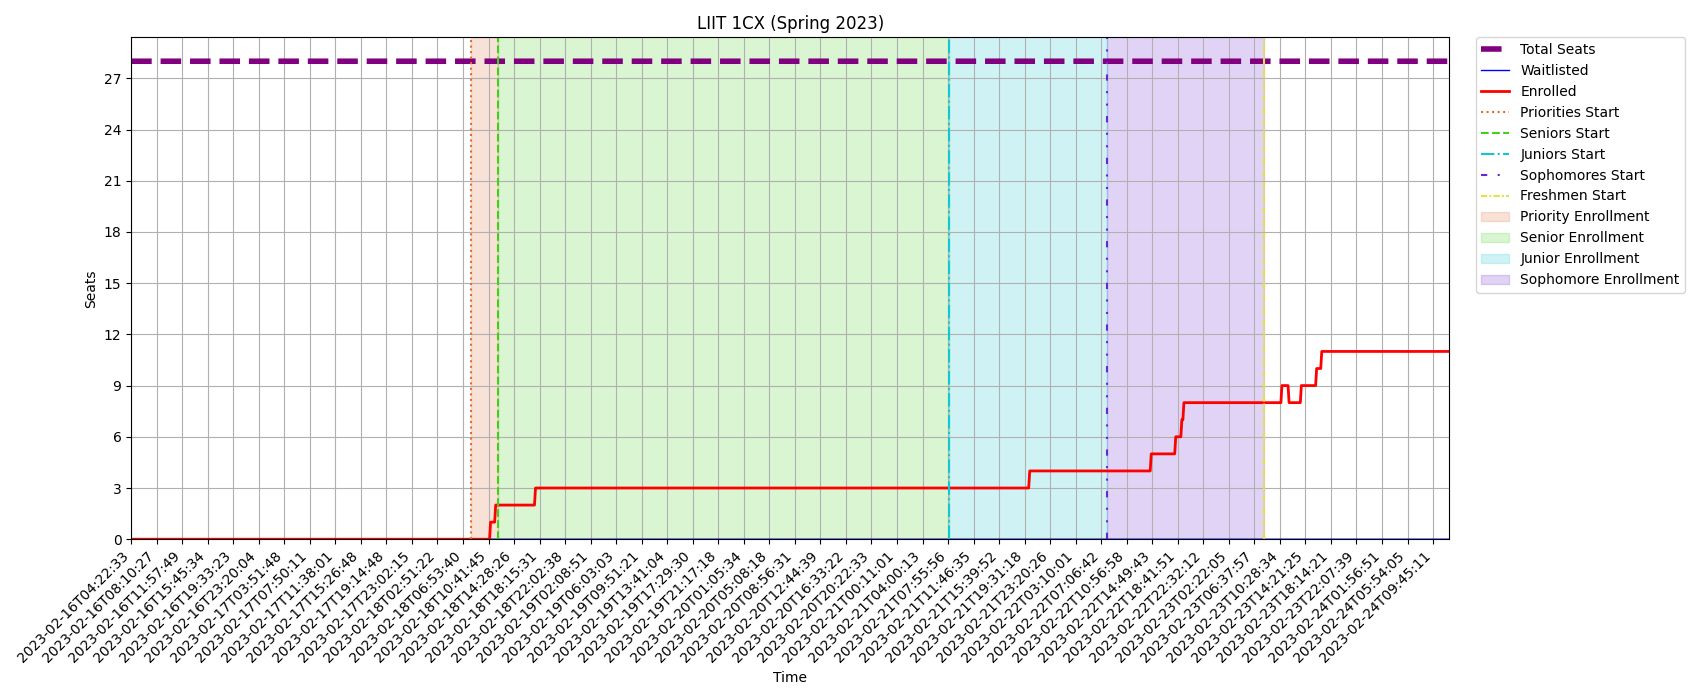 LIIT 1CX (Spring 2023)
Total Seats
Waitlisted
Enrolled
Priorities Start
Seniors Start
Juniors Start
Sophomores Start
Freshmen Start
Priority Enrollment
Senior Enrollment
Junior Enrollment
Sophomore Enrollment
Seats
27
24
21
18
15
12
9
6
3
0
2023-02-16T04:22:33
2023-02-16T08:10:27
2023-02-16T11:57:49
2023-02-16T15:45:34
2023-02-16T19:33:23
2023-02-16T23:20:04
2023-02-17T03:51:48
2023-02-17T07:50:11
2023-02-17T11:38:01
2023-02-17T15:26:48
2023-02-17T19:14:48
2023-02-17T23:02:15
2023-02-18T02:51:22
2023-02-18T06:53:40
2023-02-18T10:41:45
2023-02-18T14:28:26
2023-02-18T18:15:31
2023-02-18T22:02:38
2023-02-19T02:08:51
2023-02-19T06:03:03
2023-02-19T09:51:21
2023-02-19T13:41:04
2023-02-19T17:29:30
2023-02-19T21:17:18
2023-02-20T01:05:34
2023-02-20T05:08:18
2023-02-20T08:56:31
2023-02-20T12:44:39
2023-02-20T16:33:22
2023-02-20T20:22:33
2023-02-21T00:11:01
2023-02-21T04:00:13
2023-02-21T07:55:56
2023-02-21T11:46:35
2023-02-21T15:39:52
2023-02-21T19:31:18
2023-02-21T23:20:26
2023-02-22T03:10:01
2023-02-22T07:06:42
2023-02-22T10:56:58
2023-02-22T14:49:43
2023-02-22T18:41:51
2023-02-22T22:32:12
2023-02-23T02:22:05
2023-02-23T06:37:57
2023-02-23T10:28:34
2023-02-23T14:21:25
2023-02-23T18:14:21
2023-02-23T22:07:39
2023-02-24T01:56:51
2023-02-24T05:54:05
2023-02-24T09:45:11
Time